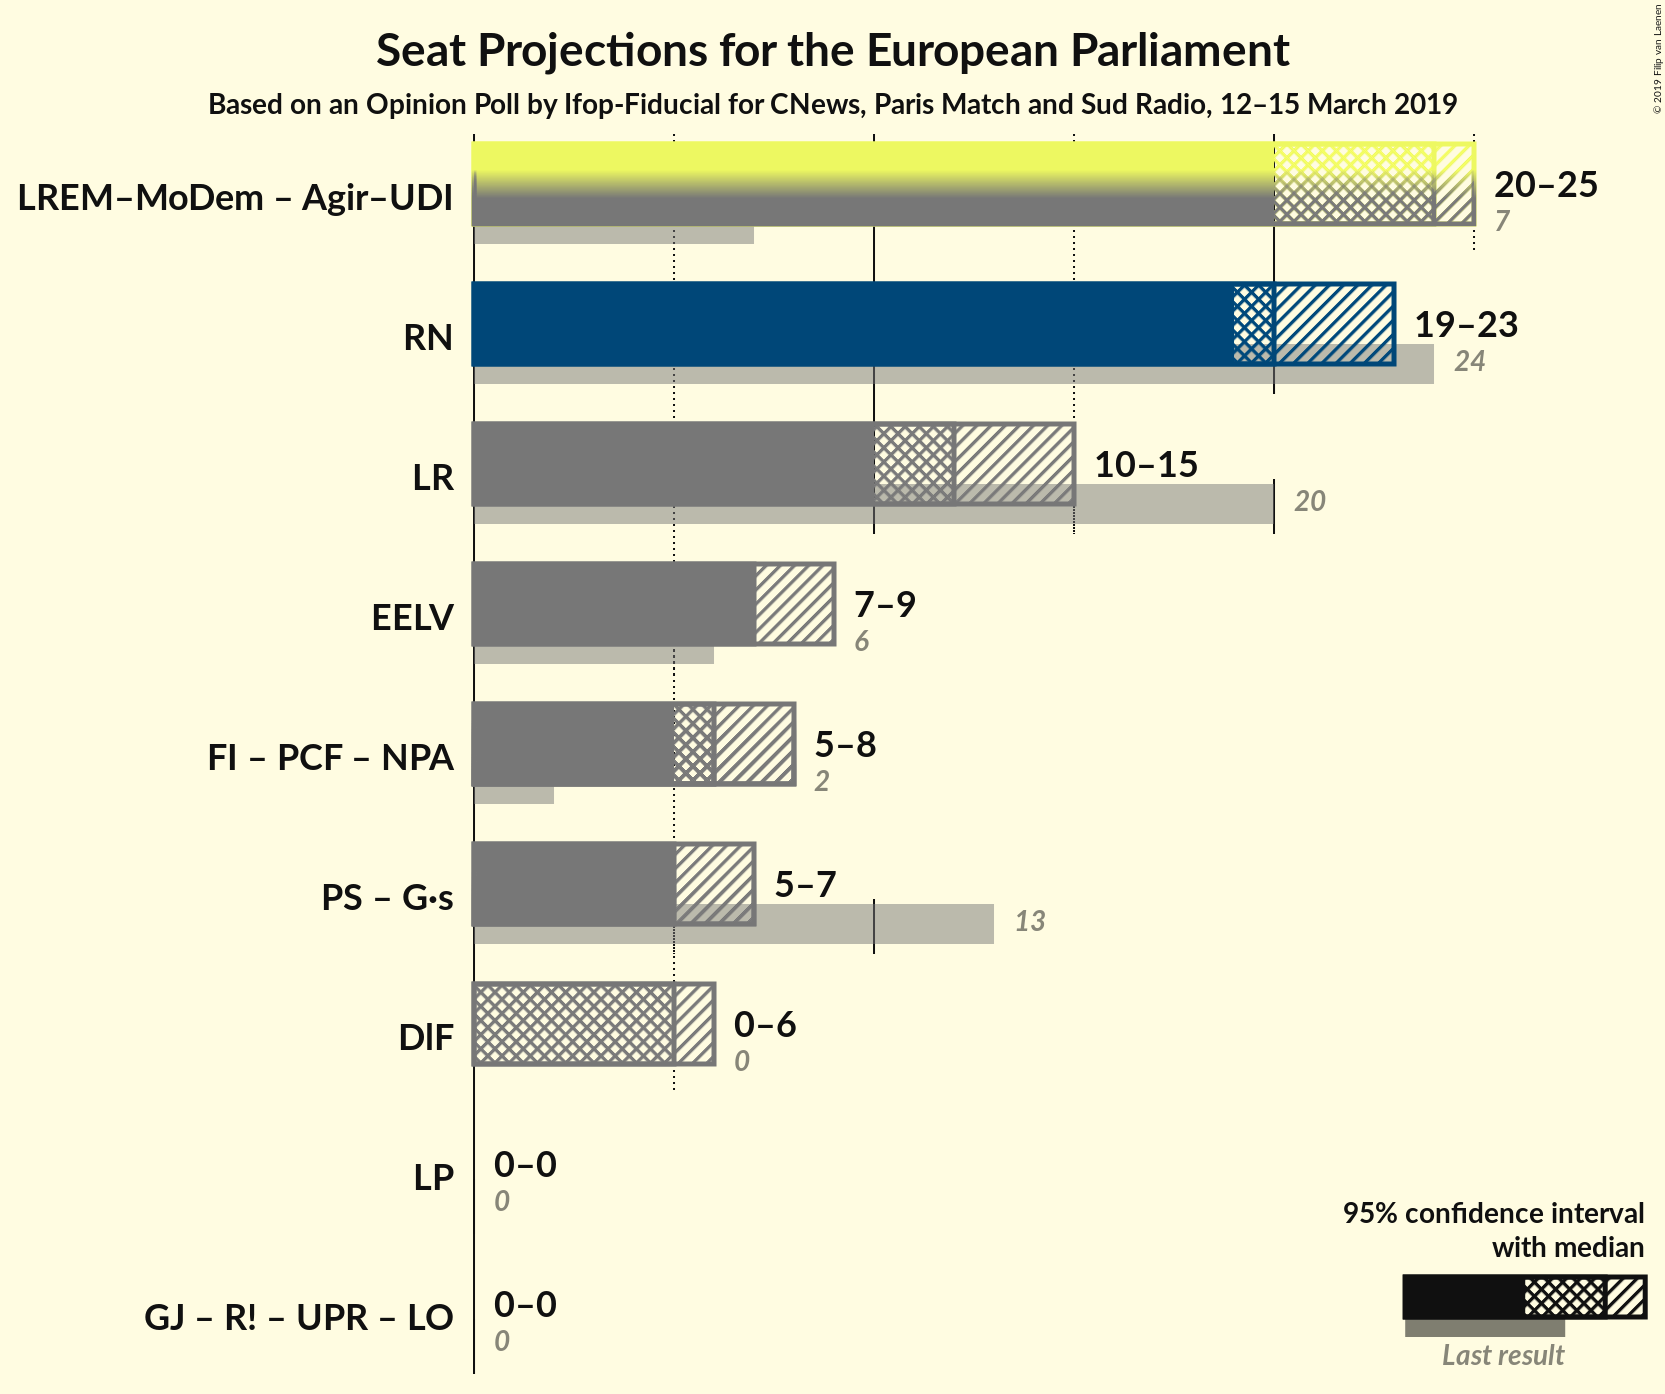 Seat Projections for the European Parliament
Based on an Opinion Poll by Ifop-Fiducial for CNews, Paris Match and Sud Radio, 12–15 March 2019
© 2019 Filip van Laenen
LREM–MoDem – Agir–UDI
20–25
7
RN
19–23
24
LR
10–15
20
EELV
7–9
6
FI – PCF – NPA
5–8
2
PS – G·s
5–7
13
DlF
0–6
0
LP
0–0
0
GJ – R! – UPR – LO
0–0
0
95% confidence interval
with median
Last result